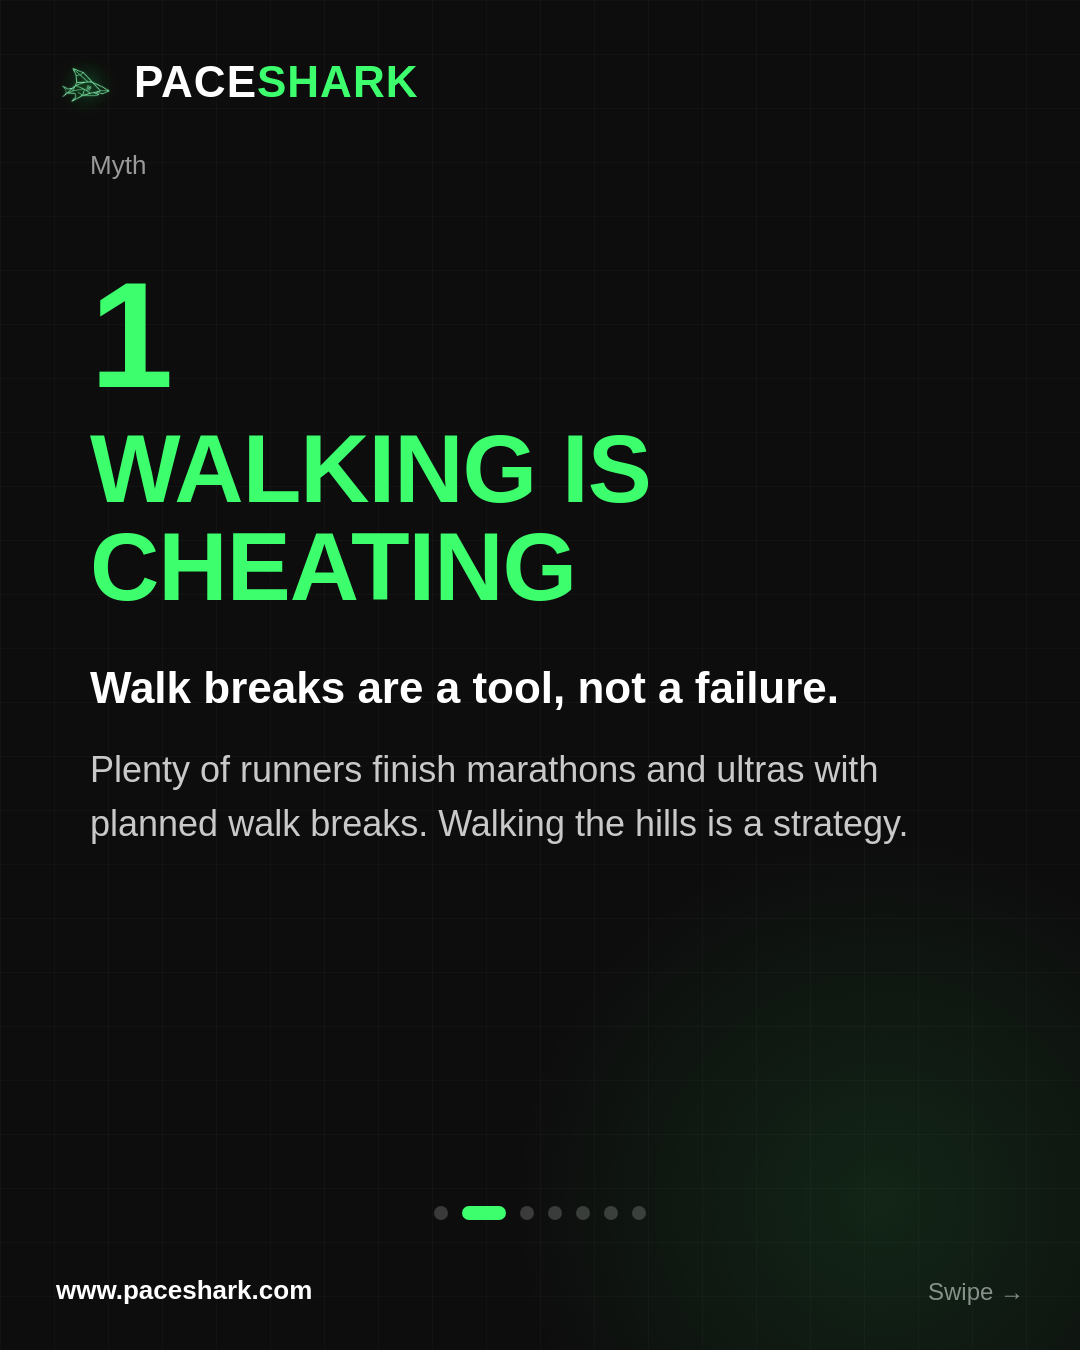 PACESHARK
Myth
1
WALKING IS
CHEATING
Walk breaks are a tool, not a failure.
Plenty of runners finish marathons and ultras with
planned walk breaks. Walking the hills is a strategy.
www.paceshark.com
Swipe →